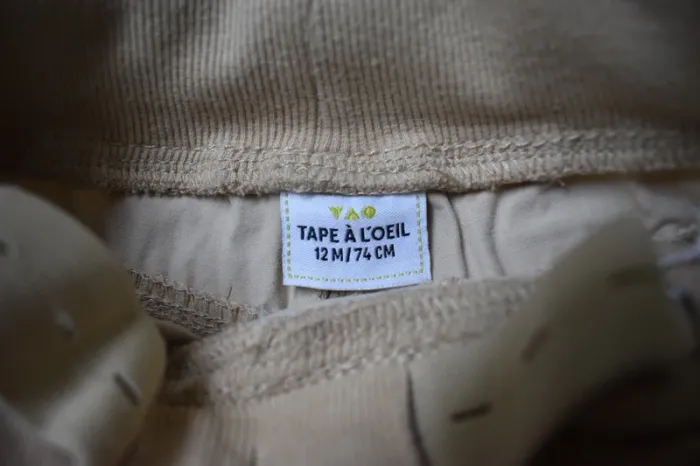 TAO
TAPE À L'OEIL
12 M/74 CM